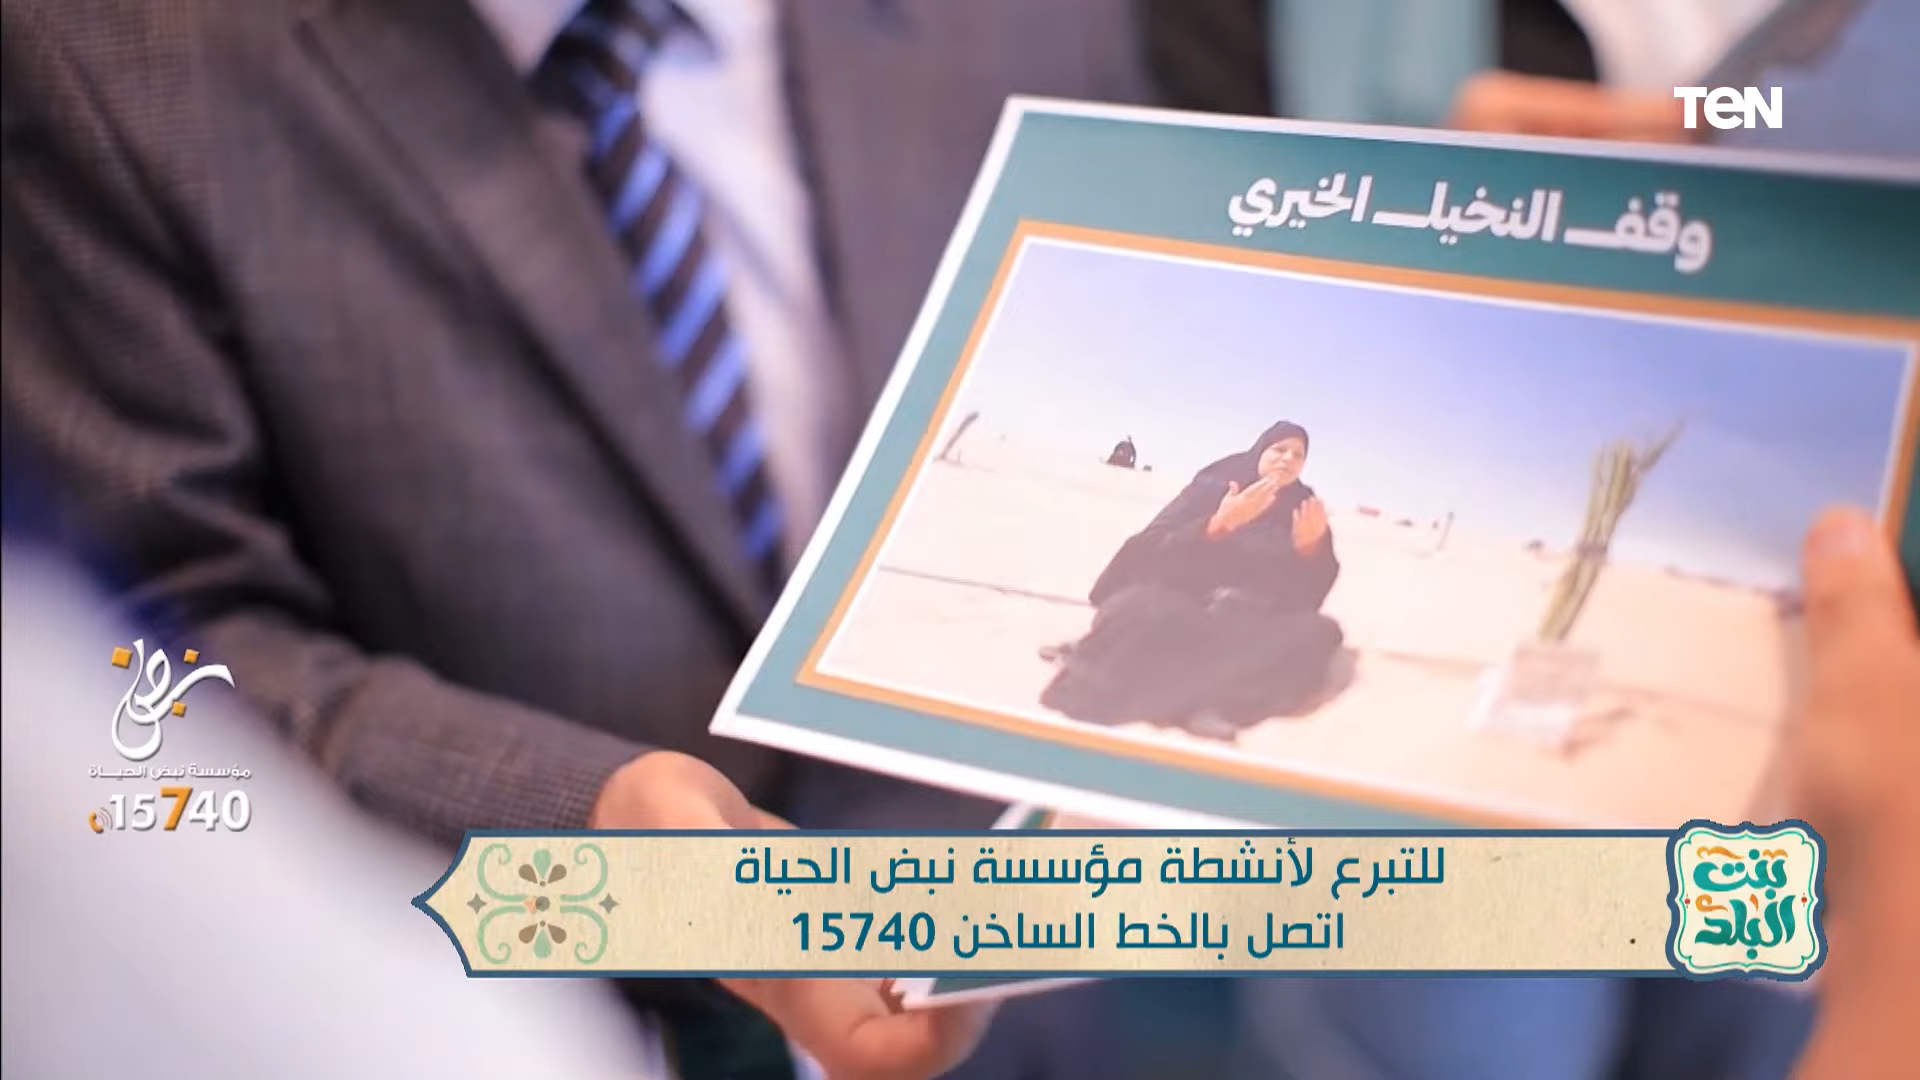 TeN
وقف النخيل الخيري
نبض
مؤسسة نبض الحياة
15740
للتبرع لأنشطة مؤسسة نبض الحياة
اتصل بالخط الساخن 15740
بنت
البلد